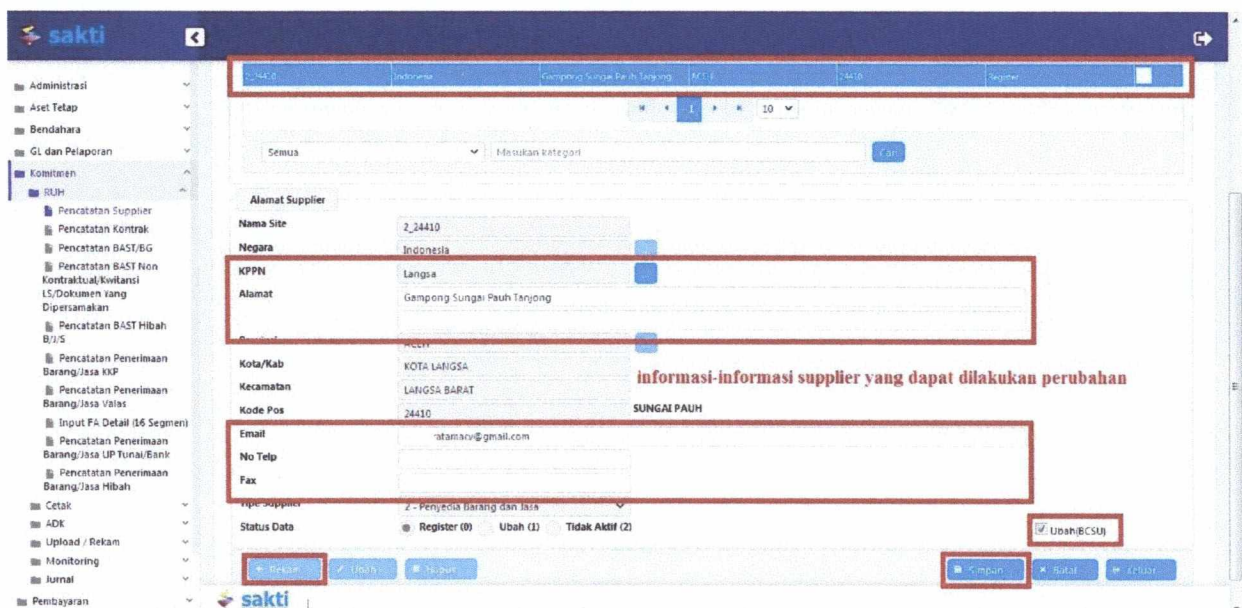 sakti
2_24410 Indonesia Gampong Sungai Pauh Tanjong ACEH 24410 Register
1 10
Semua Masukan kategori Cari
Administrasi
Aset Tetap
Bendahara
GL dan Pelaporan
Komitmen
RUH
Pencatatan Supplier
Pencatatan Kontrak
Pencatatan BAST/BG
Pencatatan BAST Non
Kontraktual/Kwitansi
LS/Dokumen Yang
Dipersamakan
Pencatatan BAST Hibah
B/J/S
Pencatatan Penerimaan
Barang/Jasa KKP
Pencatatan Penerimaan
Barang/Jasa Valas
Input FA Detail (16 Segmen)
Pencatatan Penerimaan
Barang/Jasa UP Tunai/Bank
Pencatatan Penerimaan
Barang/Jasa Hibah
Cetak
ADK
Upload / Rekam
Monitoring
Jurnal
Pembayaran
Alamat Supplier
Nama Site 2_24410
Negara Indonesia
KPPN Langsa
Alamat Gampong Sungai Pauh Tanjong
ACEH
Kota/Kab KOTA LANGSA
informasi-informasi supplier yang dapat dilakukan perubahan
Kecamatan LANGSA BARAT
Kode Pos 24410 SUNGAI PAUH
Email ratamacv@gmail.com
No Telp
Fax
Tipe Supplier 2 - Penyedia Barang dan Jasa
Status Data Register (0) Ubah (1) Tidak Aktif (2) Ubah(BCSU)
Rekam Ubah Hapus Simpan Batal Keluar
sakti